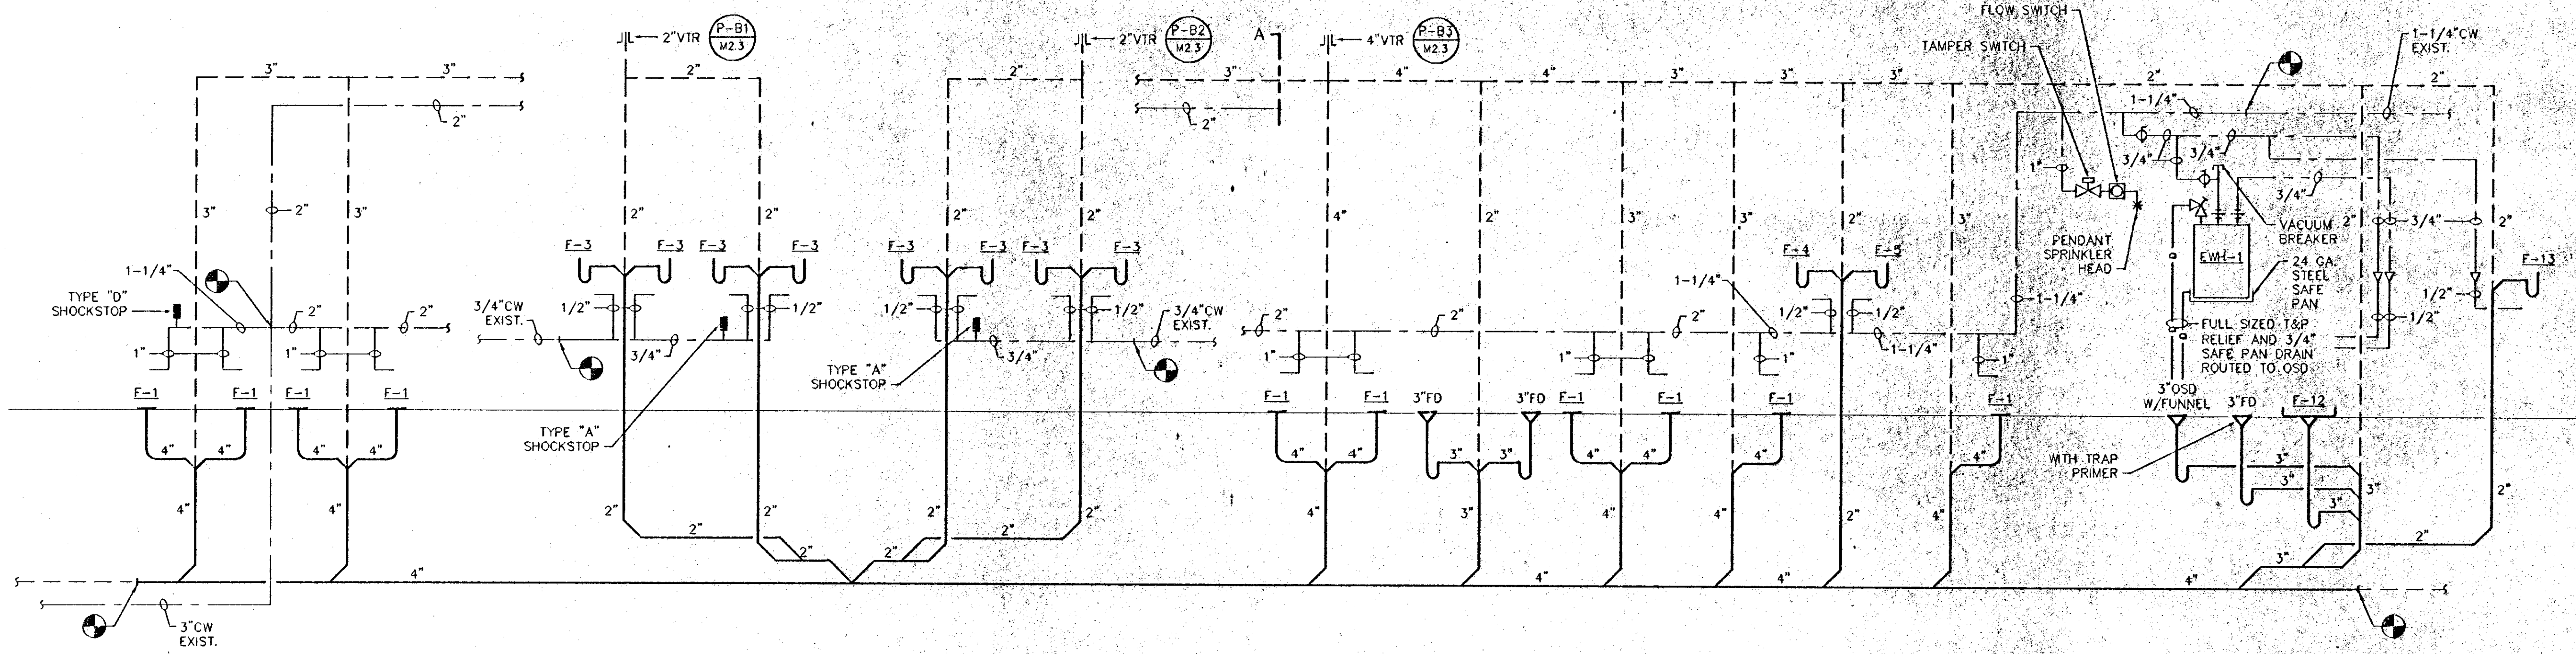 FLOW SWITCH
TAMPER SWITCH
1-1/4"CW
EXIST.
2"VTR
P-B1
M2.3
2"VTR
P-B2
M2.3
A
4"VTR
P-B3
M2.3
3"
3"
2"
2"
3"
4"
4"
3"
3"
3"
2"
2"
2"
2"
1-1/4"
3/4"
3/4"
1"
3/4"
3"
2"
3"
2"
2"
2"
2"
4"
2"
3"
3"
2"
3"
2"
3/4"
2"
VACUUM
BREAKER
PENDANT
SPRINKLER
HEAD
EWH-1
24 GA.
STEEL
SAFE
PAN
F-3
F-3
F-3
F-3
F-3
F-3
F-3
F-3
F-4
F-5
F-13
1-1/4"
TYPE "D"
SHOCKSTOP
2"
2"
3/4"CW
EXIST.
1/2"
1/2"
1/2"
1/2"
3/4"CW
EXIST.
3/4"
3/4"
2"
2"
2"
1-1/4"
1/2"
1-1/4"
1-1/4"
1/2"
1/2"
1"
1"
TYPE "A"
SHOCKSTOP
TYPE "A"
SHOCKSTOP
1"
1"
1"
1"
FULL SIZED T&P
RELIEF AND 3/4"
SAFE PAN DRAIN
ROUTED TO OSD
F-1
F-1
F-1
F-1
F-1
F-1
3"FD
3"FD
F-1
F-1
F-1
F-1
3"OSD
W/FUNNEL
3"FD
F-12
4"
4"
4"
4"
4"
4"
3"
3"
4"
4"
4"
4"
WITH TRAP
PRIMER
3"
3"
3"
3"
4"
4"
2"
2"
2"
2"
4"
3"
4"
4"
2"
4"
2"
2"
2"
2"
2"
2"
2"
3"
4"
4"
4"
4"
3"CW
EXIST.